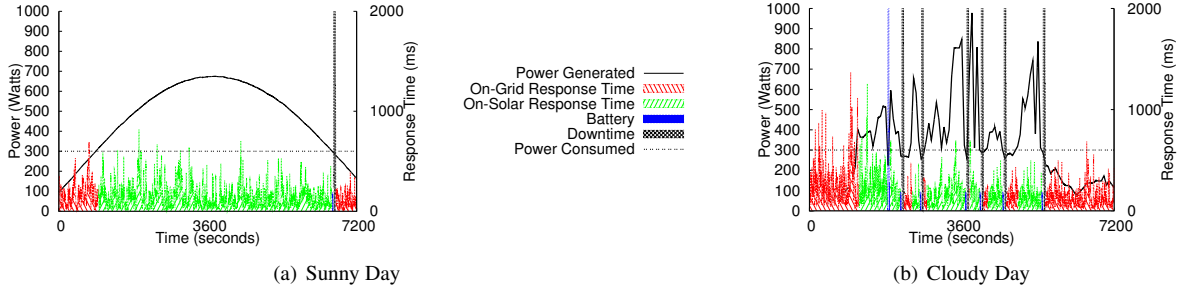 Power (Watts)
1000
900
800
700
600
500
400
300
200
100
0
0
3600
7200
Time (seconds)
2000
1000
0
Response Time (ms)
(a) Sunny Day
Power Generated
On-Grid Response Time
On-Solar Response Time
Battery
Downtime
Power Consumed
Power (Watts)
1000
900
800
700
600
500
400
300
200
100
0
0
3600
7200
Time (seconds)
2000
1000
0
Response Time (ms)
(b) Cloudy Day